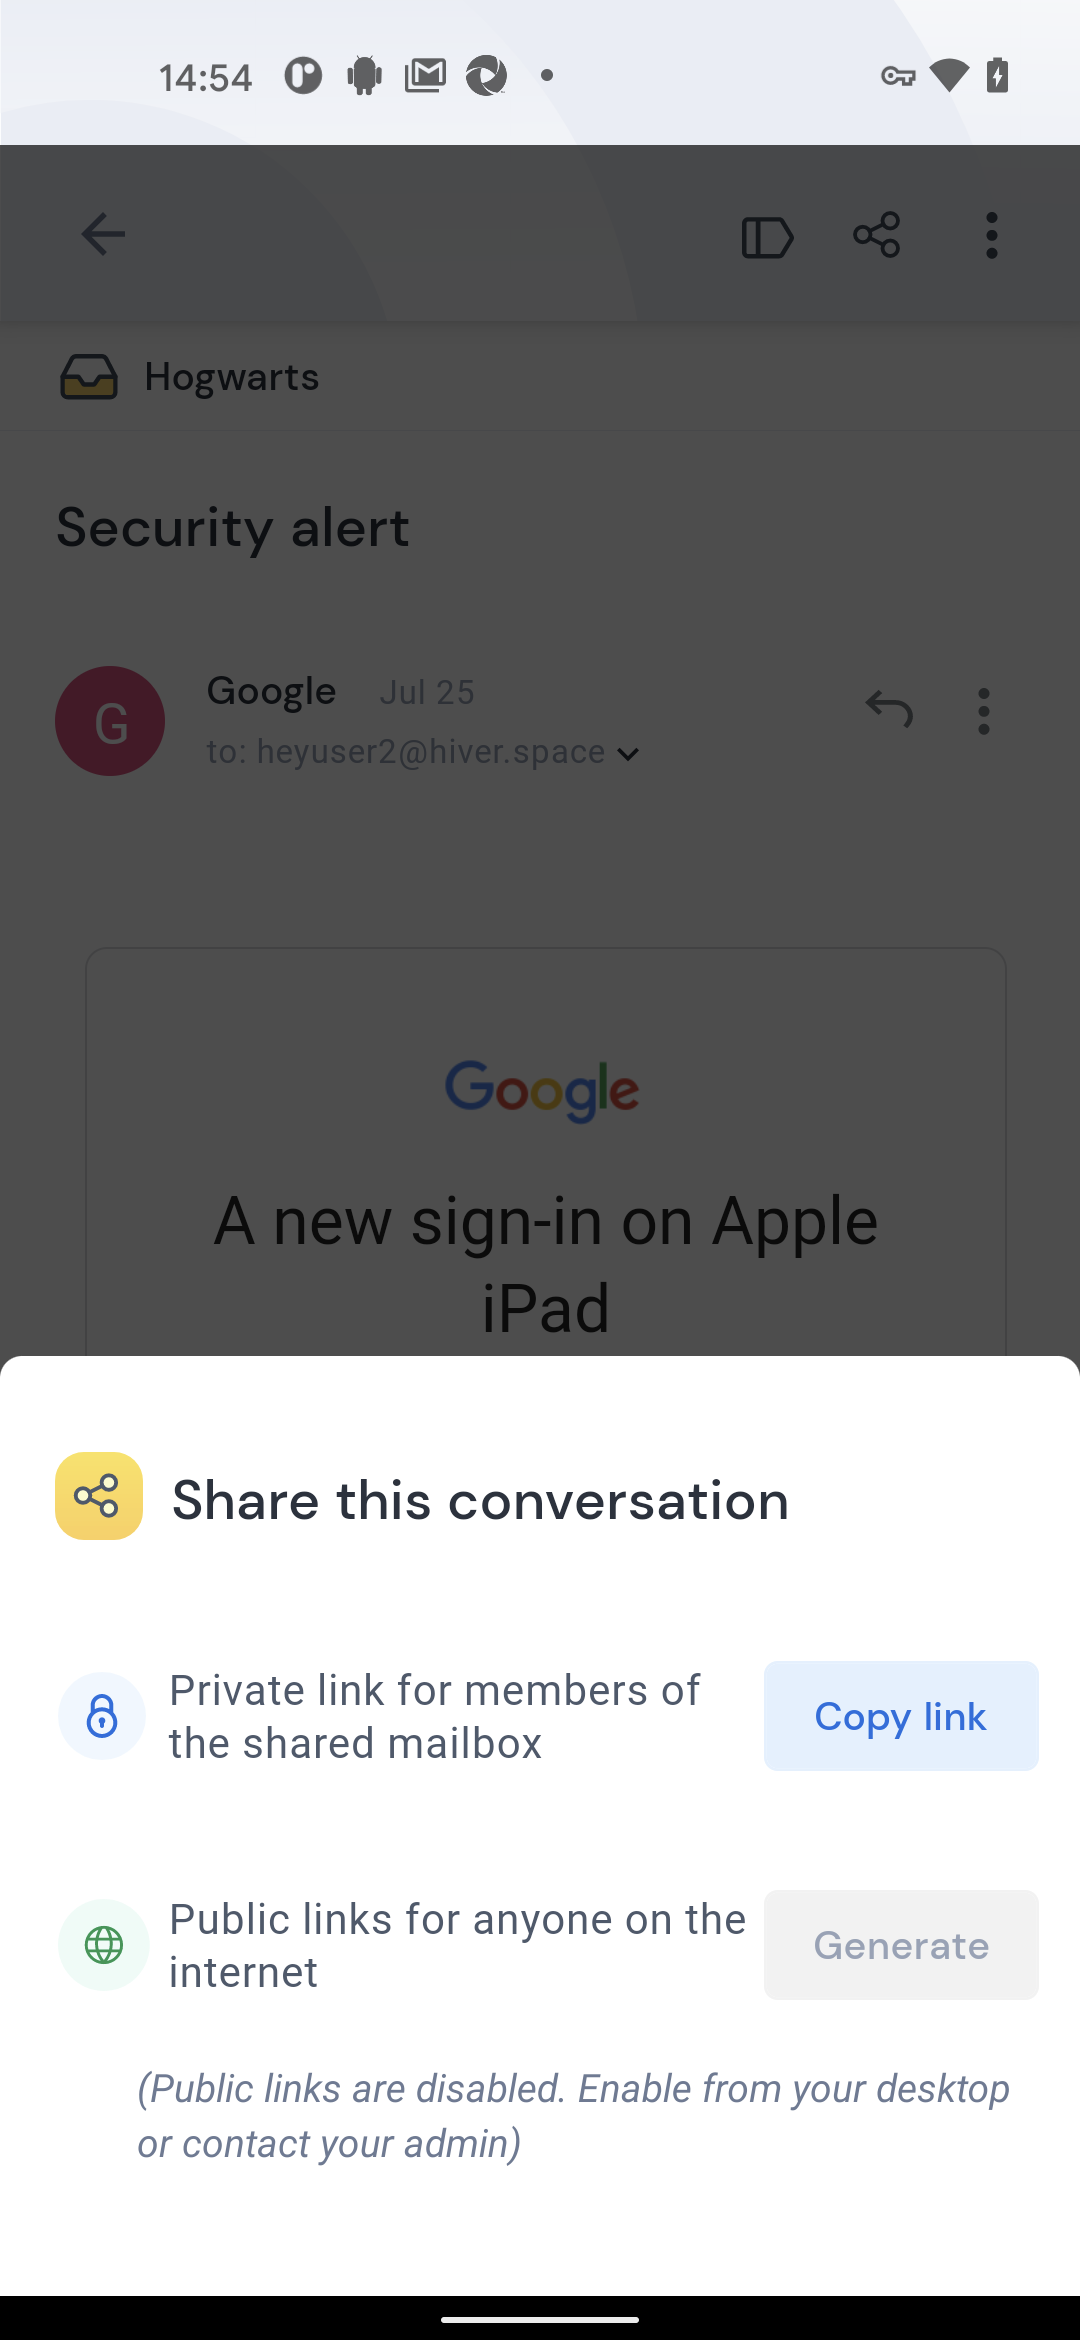 14:54
Hogwarts
Security alert
G
Google Jul 25
to: heyuser2@hiver.space
Google
A new sign-in on Apple
iPad
Share this conversation
Private link for members of
the shared mailbox
Copy link
Public links for anyone on the
internet
Generate
(Public links are disabled. Enable from your desktop
or contact your admin)